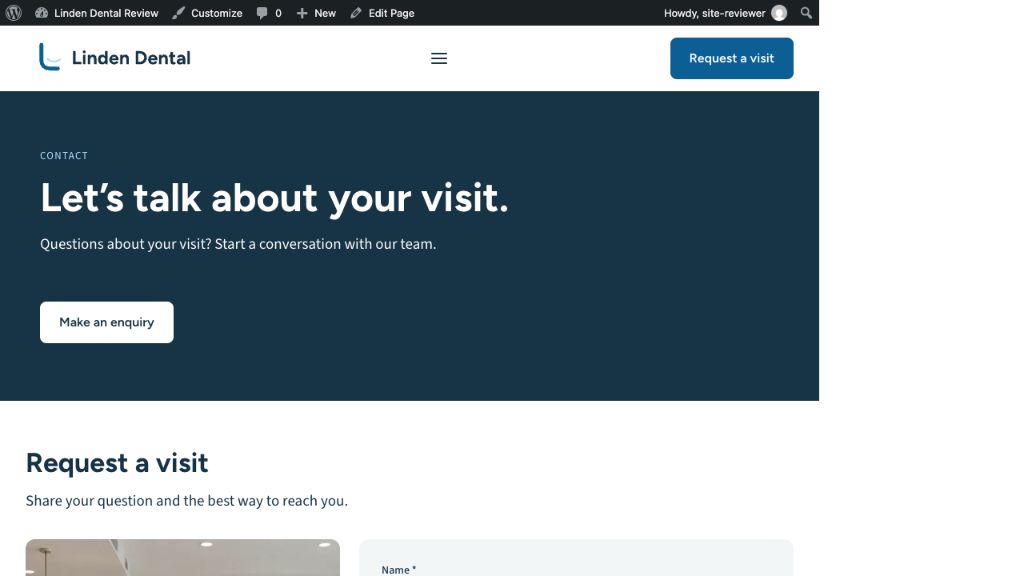 Linden Dental Review Customize 0 New Edit Page Howdy, site-reviewer
Linden Dental Request a visit
CONTACT
Let’s talk about your visit.
Questions about your visit? Start a conversation with our team.
Make an enquiry
Request a visit
Share your question and the best way to reach you.
Name *